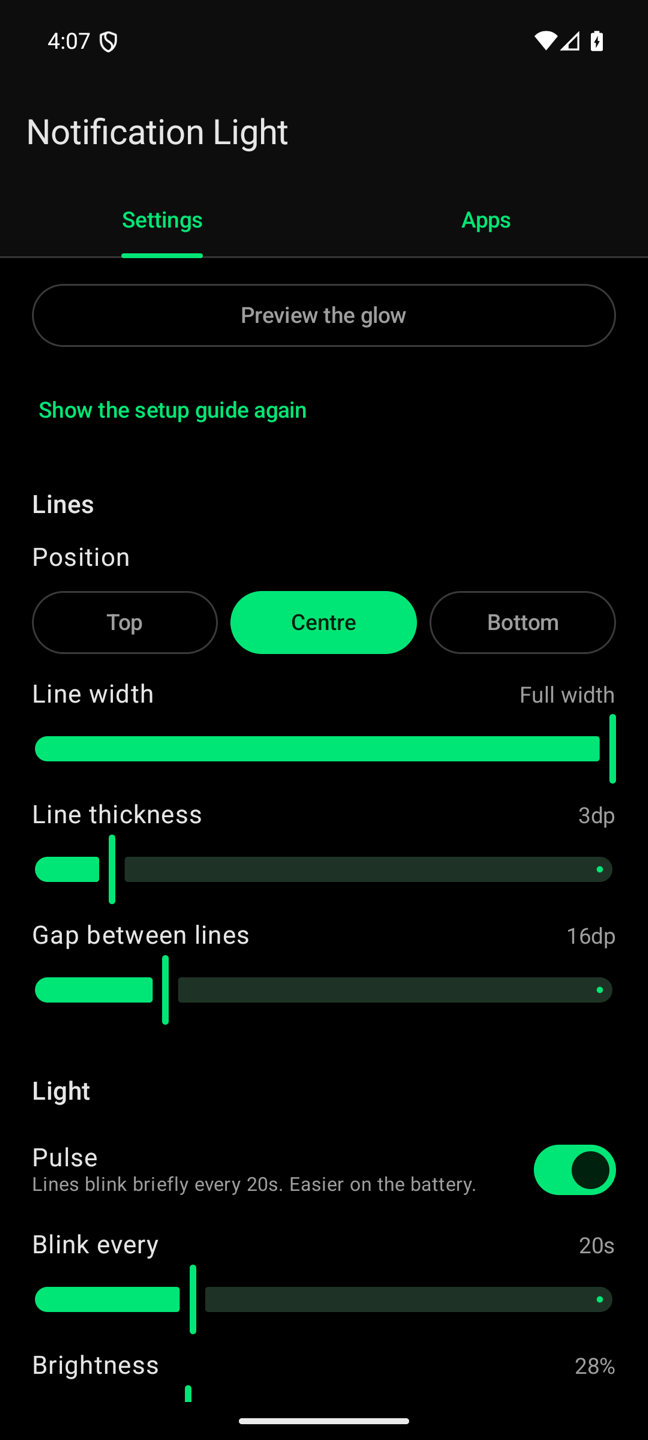 4:07
Notification Light
Settings
Apps
Preview the glow
Show the setup guide again
Lines
Position
Top
Centre
Bottom
Line width
Full width
Line thickness
3dp
Gap between lines
16dp
Light
Pulse
Lines blink briefly every 20s. Easier on the battery.
Blink every
20s
Brightness
28%